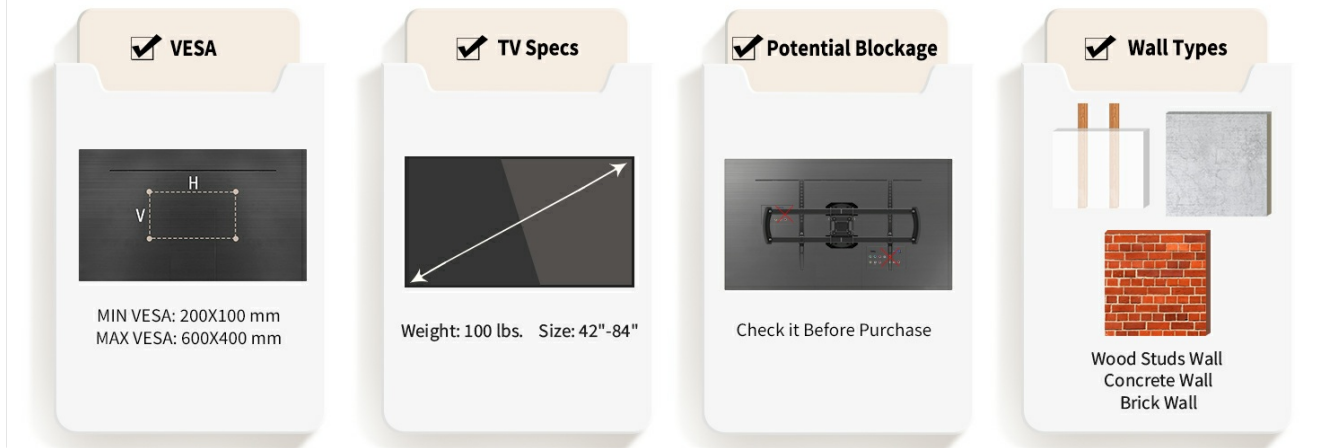 VESA
H
V
MIN VESA: 200X100 mm
MAX VESA: 600X400 mm
TV Specs
Weight: 100 lbs. Size: 42"-84"
Potential Blockage
Check it Before Purchase
Wall Types
Wood Studs Wall
Concrete Wall
Brick Wall